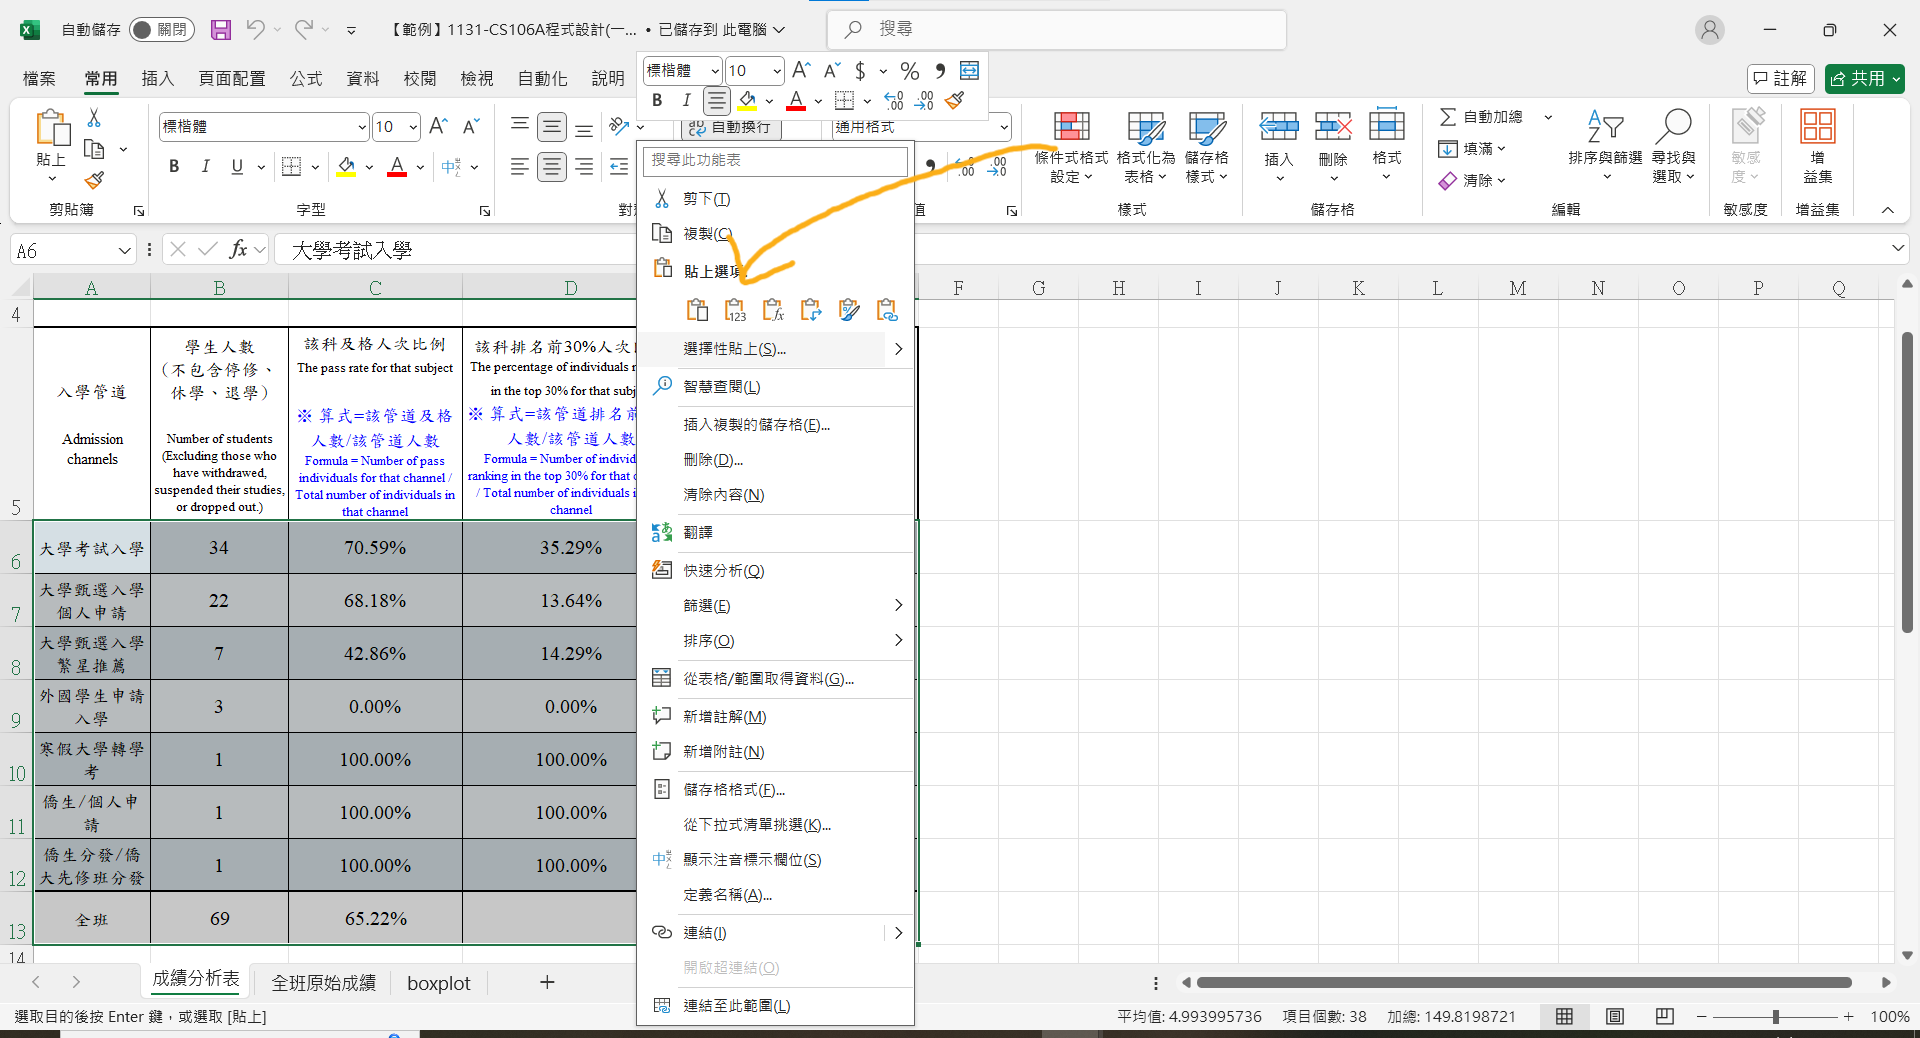 自動儲存
關閉
【範例】1131-CS106A程式設計(一... • 已儲存到 此電腦
搜尋
檔案
常用
插入
頁面配置
公式
資料
校閱
檢視
自動化
說明
標楷體
10
註解
共用
貼上
剪貼簿
標楷體
10
字型
自動換行
通用格式
條件式格式
設定
格式化為
表格
儲存格
樣式
樣式
插入
刪除
格式
儲存格
自動加總
填滿
清除
排序與篩選
尋找與
選取
編輯
敏感
度
敏感度
增
益集
增益集
A6
大學考試入學
搜尋此功能表
剪下(T)
複製(C)
貼上選項:
選擇性貼上(S)...
智慧查閱(L)
插入複製的儲存格(E)...
刪除(D)...
清除內容(N)
翻譯
快速分析(Q)
篩選(E)
排序(O)
從表格/範圍取得資料(G)...
新增註解(M)
新增附註(N)
儲存格格式(F)...
從下拉式清單挑選(K)...
顯示注音標示欄位(S)
定義名稱(A)...
連結(I)
開啟超連結(O)
連結至此範圍(L)
A B C D F G H I J K L M N O P Q
4
5
入學管道
Admission
channels
學生人數
(不包含停修、
休學、退學)
Number of students
(Excluding those who
have withdrawed,
suspended their studies,
or dropped out.)
該科及格人次比例
The pass rate for that subject
※ 算式=該管道及格
人數/該管道人數
Formula = Number of pass
individuals for that channel /
Total number of individuals in
that channel
該科排名前30%人次
The percentage of individuals
in the top 30% for that subj
※ 算式=該管道排名前
人數/該管道人數
Formula = Number of individ
ranking in the top 30% for that
/ Total number of individuals i
channel
6 大學考試入學 34 70.59% 35.29%
7 大學甄選入學
個人申請 22 68.18% 13.64%
8 大學甄選入學
繁星推薦 7 42.86% 14.29%
9 外國學生申請
入學 3 0.00% 0.00%
10 寒假大學轉學
考 1 100.00% 100.00%
11 僑生/個人申
請 1 100.00% 100.00%
12 僑生分發/僑
大先修班分發 1 100.00% 100.00%
13 全班 69 65.22%
14
成績分析表
全班原始成績
boxplot
選取目的後按 Enter 鍵，或選取 [貼上]
平均值: 4.993995736
項目個數: 38
加總: 149.8198721
100%